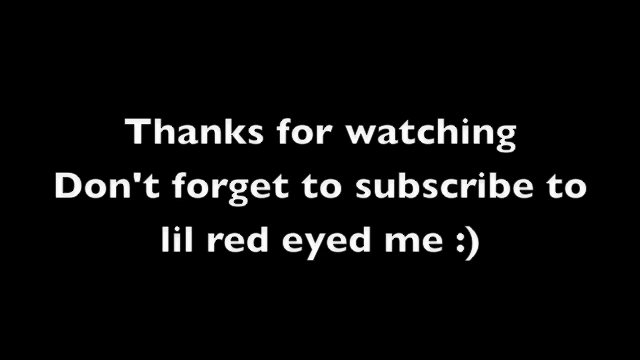 Thanks for watching
Don't forget to subscribe to
lil red eyed me :)